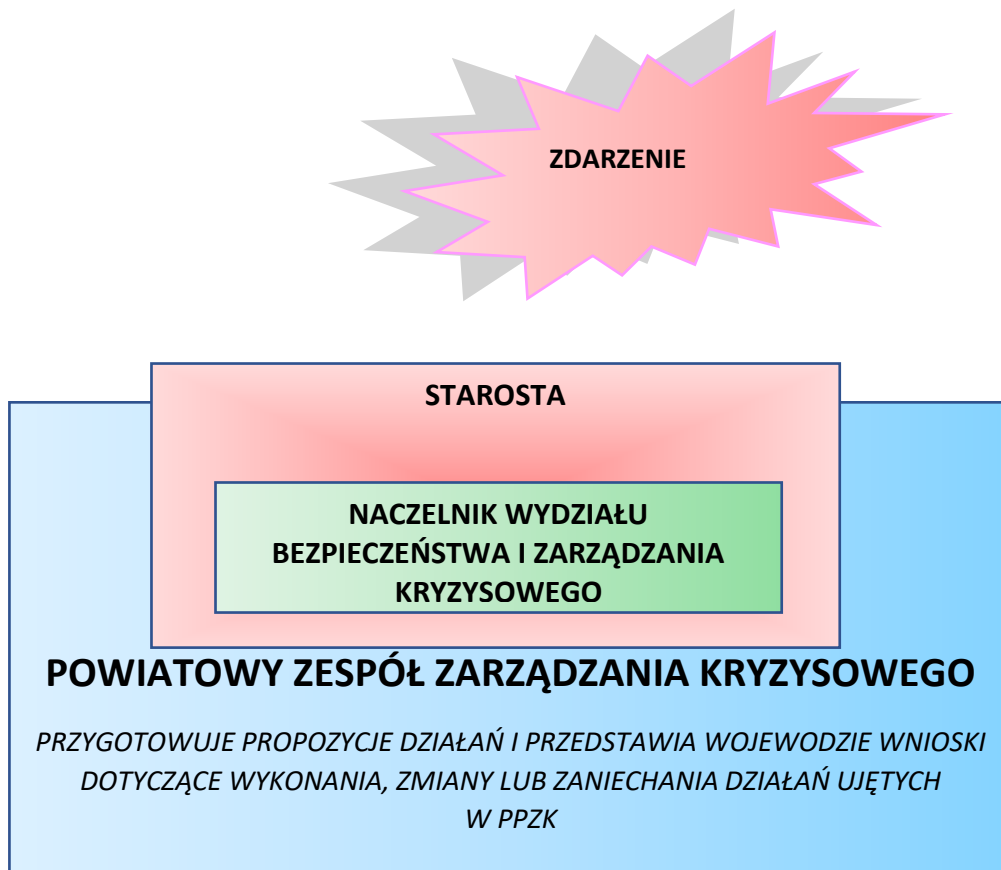 ZDARZENIE
STAROSTA
NACZELNIK WYDZIAŁU
BEZPIECZEŃSTWA I ZARZĄDZANIA
KRYZYSOWEGO
POWIATOWY ZESPÓŁ ZARZĄDZANIA KRYZYSOWEGO
PRZYGOTOWUJE PROPOZYCJE DZIAŁAŃ I PRZEDSTAWIA WOJEWODZIE WNIOSKI
DOTYCZĄCE WYKONANIA, ZMIANY LUB ZANIECHANIA DZIAŁAŃ UJĘTYCH
W PPZK